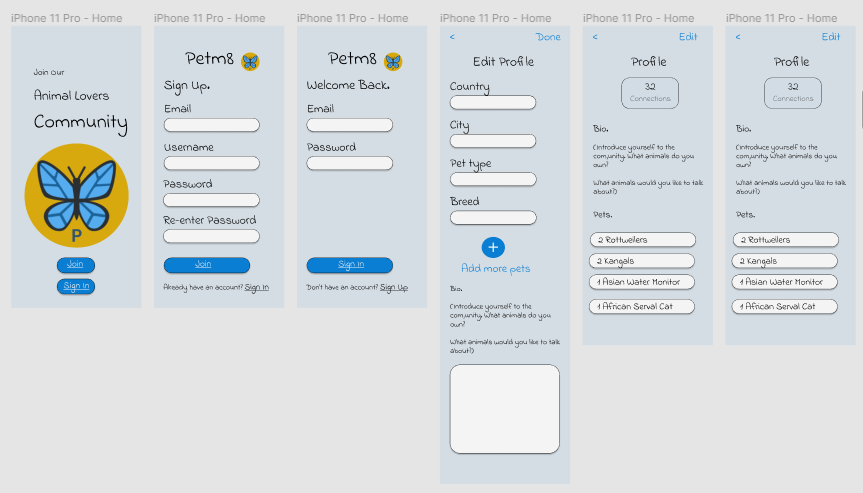 iPhone 11 Pro - Home
Join our
Animal Lovers
Community
P
Join
Sign In
iPhone 11 Pro - Home
Petm8
Sign Up.
Email
Username
Password
Re-enter Password
Join
Already have an account? Sign In
iPhone 11 Pro - Home
Petm8
Welcome Back.
Email
Password
Sign In
Don't have an account? Sign Up
iPhone 11 Pro - Home
< Done
Edit Profile
Country
City
Pet type
Breed
+
Add more pets
Bio.
(Introduce yourself to the
comunity. What animals do you
own?
What animals would you like to talk
about?)
iPhone 11 Pro - Home
< Edit
Profile
32
Connections
Bio.
(Introduce yourself to the
comunity. What animals do you
own?
What animals would you like to talk
about?)
Pets.
2 Rottweilers
2 Kangals
1 Asian Water Monitor
1 African Serval Cat
iPhone 11 Pro - Home
< Edit
Profile
32
Connections
Bio.
(Introduce yourself to the
comunity. What animals do you
own?
What animals would you like to talk
about?)
Pets.
2 Rottweilers
2 Kangals
1 Asian Water Monitor
1 African Serval Cat